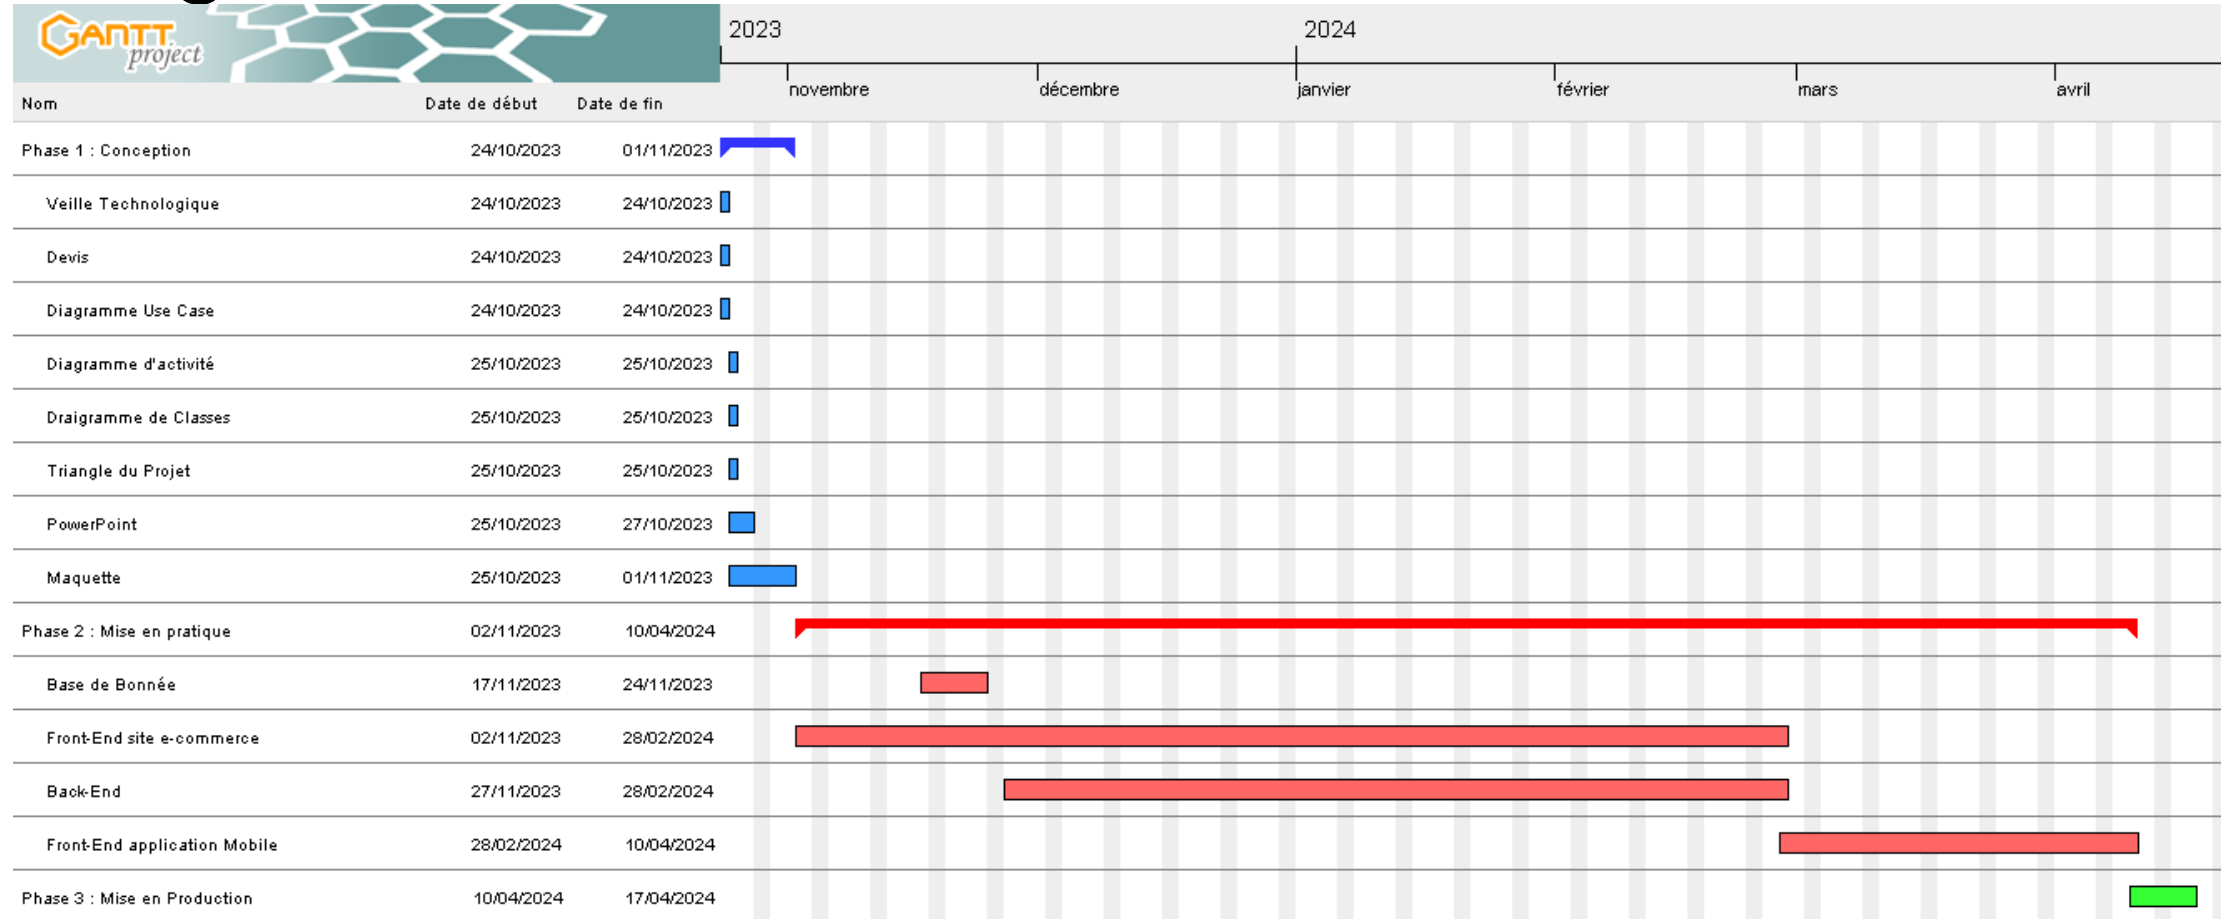 GANTT
project
2023 2024
novembre décembre janvier février mars avril
Nom Date de début Date de fin
Phase 1 : Conception 24/10/2023 01/11/2023
Veille Technologique 24/10/2023 24/10/2023
Devis 24/10/2023 24/10/2023
Diagramme Use Case 24/10/2023 24/10/2023
Diagramme d'activité 25/10/2023 25/10/2023
Draigramme de Classes 25/10/2023 25/10/2023
Triangle du Projet 25/10/2023 25/10/2023
PowerPoint 25/10/2023 27/10/2023
Maquette 25/10/2023 01/11/2023
Phase 2 : Mise en pratique 02/11/2023 10/04/2024
Base de Bonnée 17/11/2023 24/11/2023
Front-End site e-commerce 02/11/2023 28/02/2024
Back-End 27/11/2023 28/02/2024
Front-End application Mobile 28/02/2024 10/04/2024
Phase 3 : Mise en Production 10/04/2024 17/04/2024